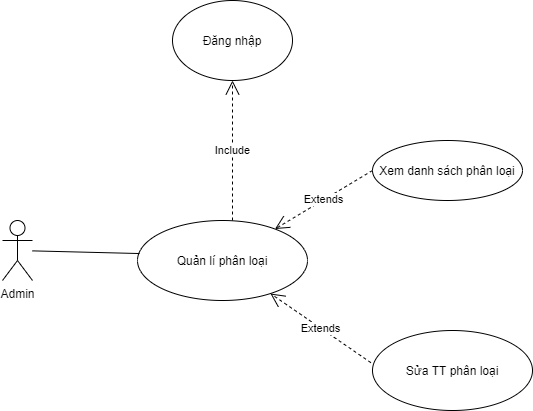 Đăng nhập
Include
Xem danh sách phân loại
Extends
Quản lí phân loại
Admin
Extends
Sửa TT phân loại